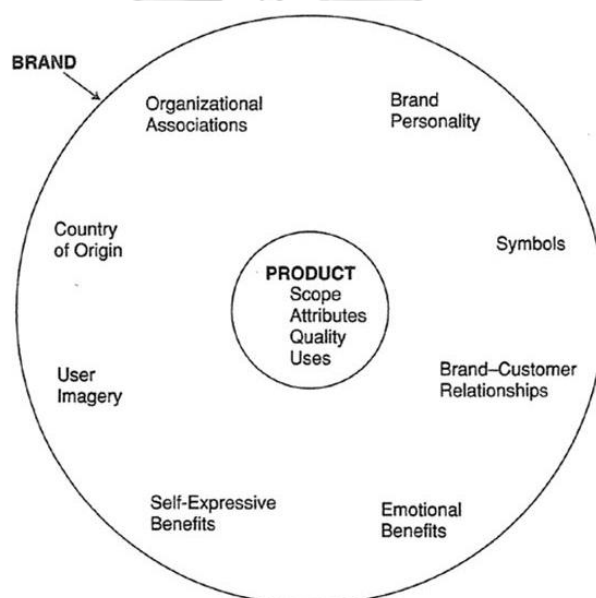 BRAND
Organizational
Associations
Brand
Personality
Country
of Origin
Symbols
PRODUCT
Scope
Attributes
Quality
Uses
User
Imagery
Brand–Customer
Relationships
Self-Expressive
Benefits
Emotional
Benefits